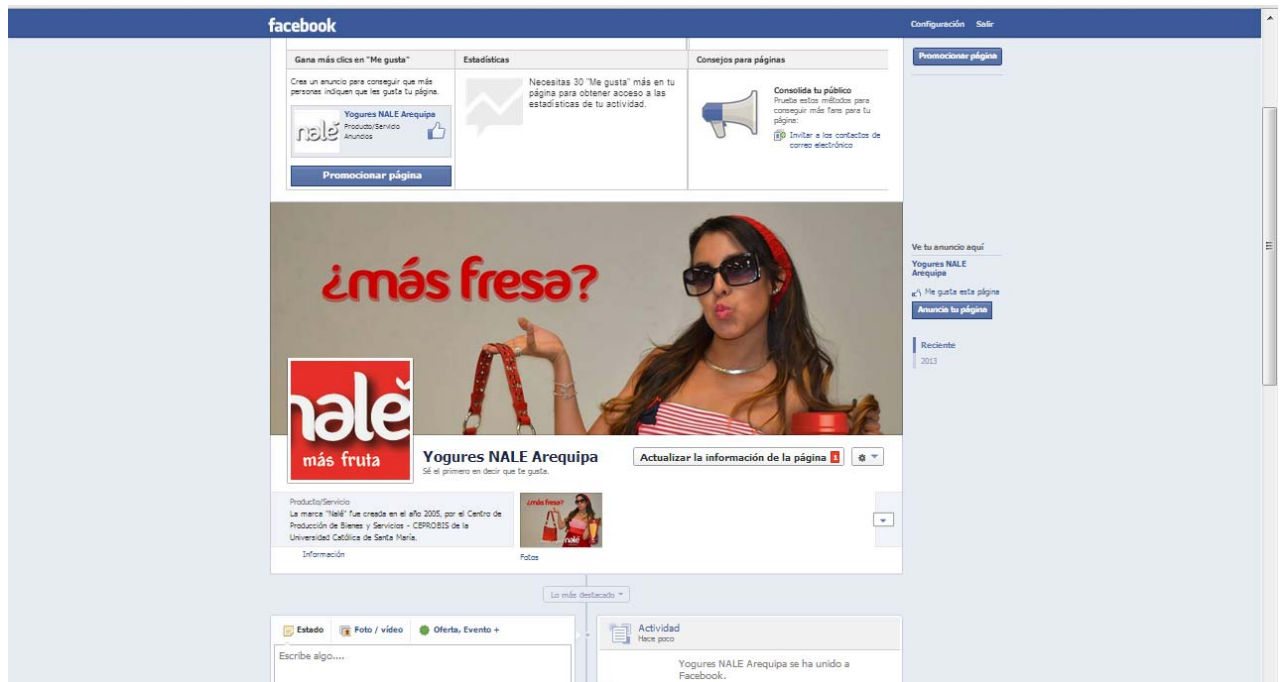 facebook
Configuración Salir
Gana más clics en "Me gusta"
Crea un anuncio para conseguir que más
personas indiquen que les gusta tu página.
nalé
Yogures NALE Arequipa
Producto/Servicio
Anuncios
Promocionar página
Estadísticas
Necesitas 30 "Me gusta" más en tu
página para obtener acceso a las
estadísticas de tu actividad.
Consejos para páginas
Consolida tu público
Prueba estos métodos para
conseguir más fans para tu
página:
Invitar a los contactos de
correo electrónico
Promocionar página
¿más fresa?
nalé
más fruta
Yogures NALE Arequipa
Sé el primero en decir que te gusta.
Actualizar la información de la página 1
Producto/Servicio
La marca "Nalé" fue creada en el año 2005, por el Centro de
Producción de Bienes y Servicios - CEPROBIS de la
Universidad Católica de Santa María.
Información
¿más fresa?
nalé
Fotos
Ve tu anuncio aquí
Yogures NALE
Arequipa
Me gusta esta página
Anuncia tu página
Reciente
2013
Lo más destacado
Estado Foto / vídeo Oferta, Evento +
Escribe algo....
Actividad
Hace poco
Yogures NALE Arequipa se ha unido a
Facebook.